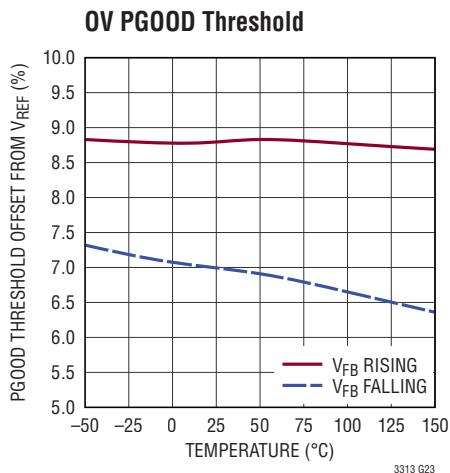 OV PGOOD Threshold
PGOOD THRESHOLD OFFSET FROM VREF (%)
10.0
9.5
9.0
8.5
8.0
7.5
7.0
6.5
6.0
5.5
5.0
VFB RISING
VFB FALLING
–50 –25 0 25 50 75 100 125 150
TEMPERATURE (°C)
3313 G23